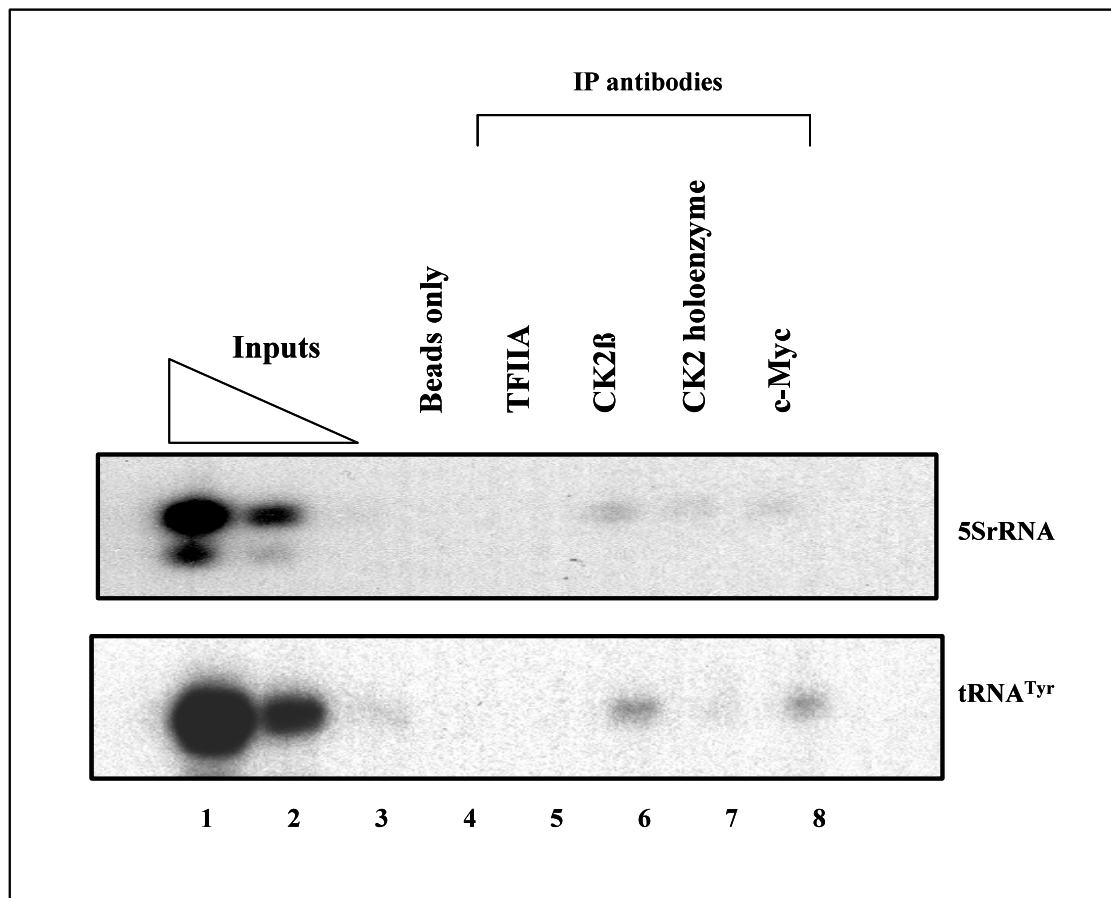 IP antibodies
Inputs
Beads only
TFIIA
CK2ß
CK2 holoenzyme
c-Myc
5SrRNA
tRNATyr
1 2 3 4 5 6 7 8